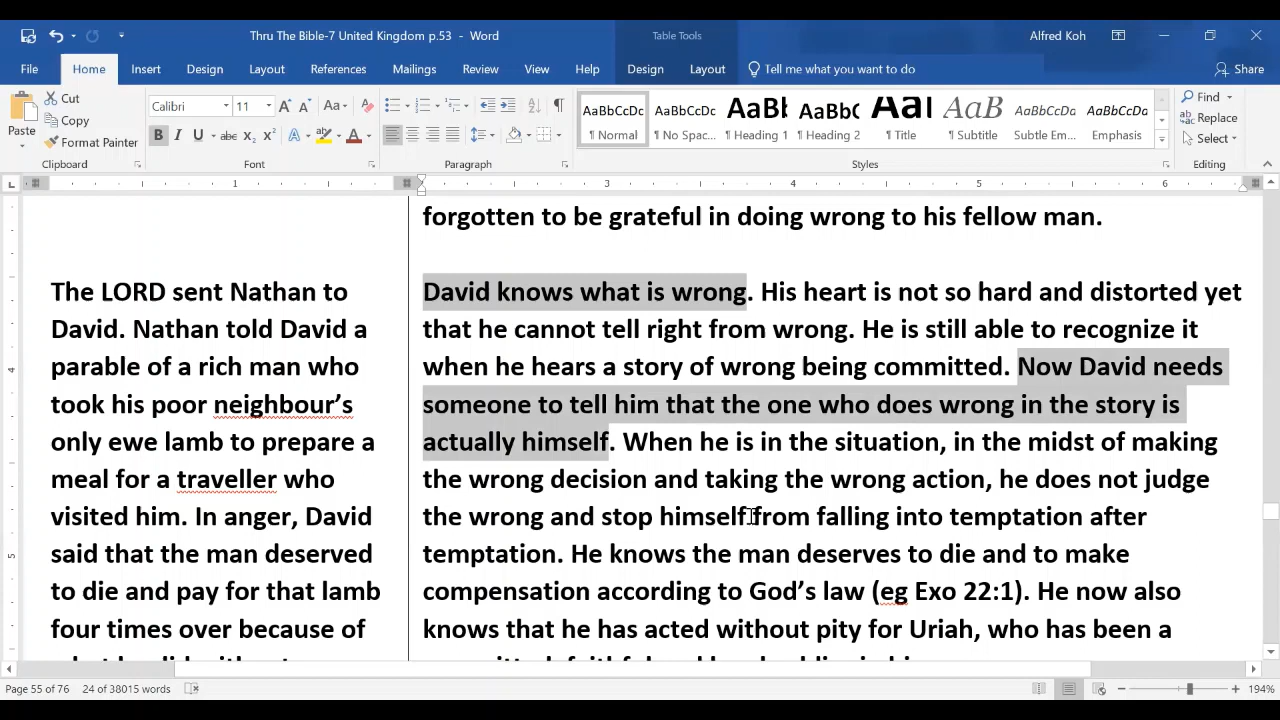 Thru The Bible-7 United Kingdom p.53 - Word
Table Tools
Alfred Koh
File Home Insert Design Layout References Mailings Review View Help Design Layout Tell me what you want to do Share
Paste
Cut
Copy
Format Painter
Clipboard
Calibri 11
Font
Paragraph
AaBbCcDc ¶ Normal
AaBbCcDc ¶ No Spac...
AaBbC ¶ Heading 1
AaBbC ¶ Heading 2
AaB ¶ Title
AaB ¶ Subtitle
AaBbCcDc Subtle Em...
AaBbCcDc Emphasis
Styles
Find
Replace
Select
Editing
1 3 4 5 6
4
5
The LORD sent Nathan to
David. Nathan told David a
parable of a rich man who
took his poor neighbour’s
only ewe lamb to prepare a
meal for a traveller who
visited him. In anger, David
said that the man deserved
to die and pay for that lamb
four times over because of
forgotten to be grateful in doing wrong to his fellow man.
David knows what is wrong. His heart is not so hard and distorted yet
that he cannot tell right from wrong. He is still able to recognize it
when he hears a story of wrong being committed. Now David needs
someone to tell him that the one who does wrong in the story is
actually himself. When he is in the situation, in the midst of making
the wrong decision and taking the wrong action, he does not judge
the wrong and stop himself from falling into temptation after
temptation. He knows the man deserves to die and to make
compensation according to God’s law (eg Exo 22:1). He now also
knows that he has acted without pity for Uriah, who has been a
Page 55 of 76 24 of 38015 words
194%